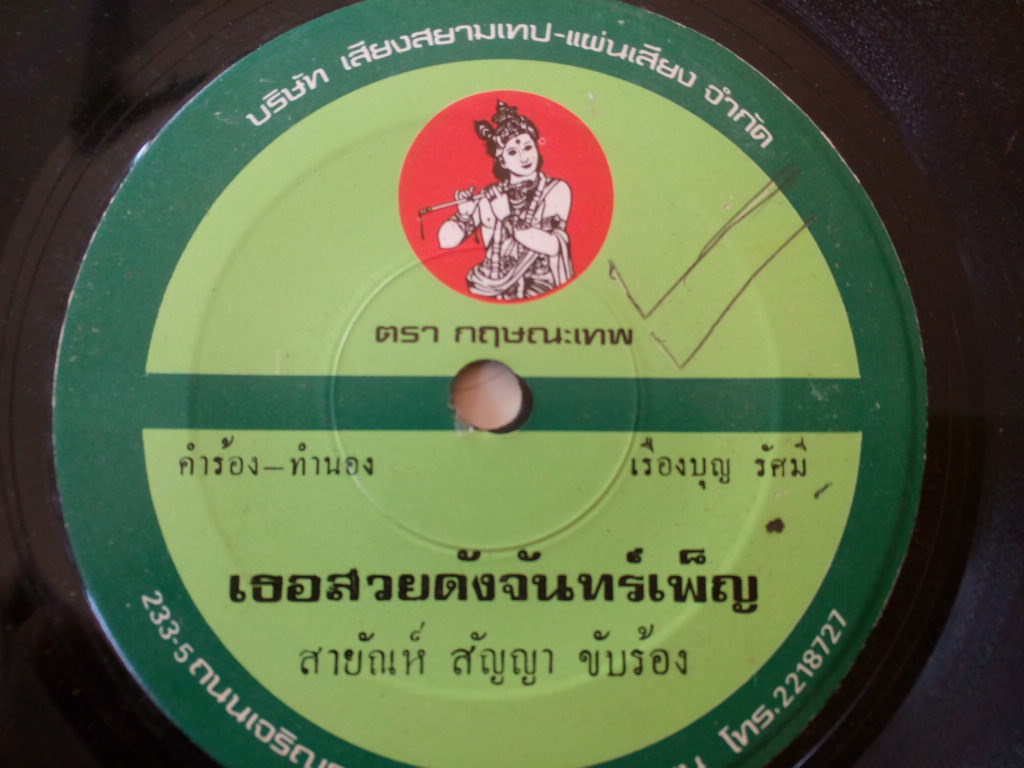 บริษัท เสียงสยามเทป-แผ่นเสียง จำกัด
ตรา กฤษณะเทพ
คำร้อง–ทำนอง เรืองบุญ รัศมี
เธอสวยดั่งจันทร์เพ็ญ
สายัณห์ สัญญา ขับร้อง
233-5 ถนนเจริญ
โทร. 2218727